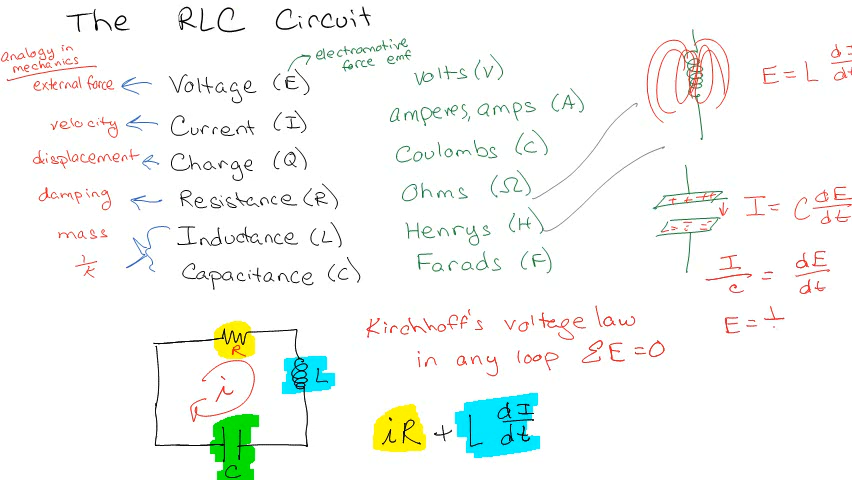 The RLC Circuit
analogy in mechanics
electromotive force emf
external force ← Voltage (E) volts (V)
velocity ← Current (I) amperes, amps (A)
displacement ← Charge (Q) Coulombs (C)
damping ← Resistance (R) Ohms (Ω)
mass Inductance (L) Henrys (H)
1/k Capacitance (C) Farads (F)
E = L dI/dt
+ + ++
I = C dE/dt
I/C = dE/dt
E = 1
Kirchhoff's voltage law
in any loop ΣE=0
R
L
i
C
iR + L dI/dt